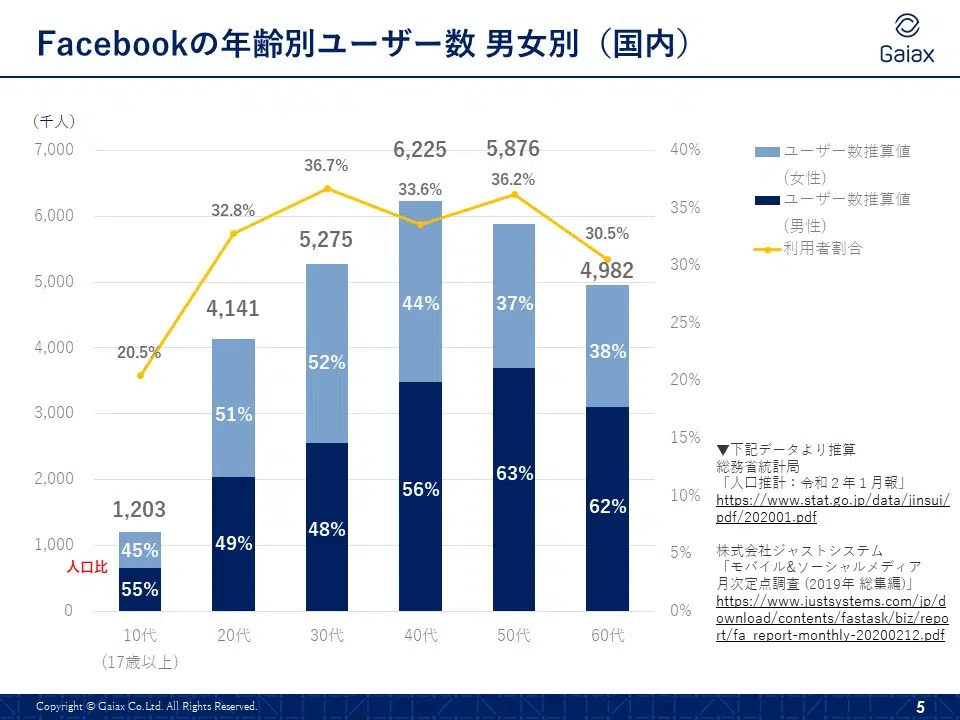 Facebookの年齢別ユーザー数 男女別（国内）
Gaiax
(千人)
7,000
6,000
5,000
4,000
3,000
2,000
1,000
0
40%
35%
30%
25%
20%
15%
10%
5%
0%
20.5%
32.8%
36.7%
33.6%
36.2%
30.5%
1,203
4,141
5,275
6,225
5,876
4,982
45%
51%
52%
44%
37%
38%
55%
49%
48%
56%
63%
62%
人口比
10代
(17歳以上)
20代
30代
40代
50代
60代
ユーザー数推算値
(女性)
ユーザー数推算値
(男性)
利用者割合
▼下記データより推算
総務省統計局
「人口推計：令和２年１月報」
https://www.stat.go.jp/data/jinsui/
pdf/202001.pdf
株式会社ジャストシステム
「モバイル&ソーシャルメディア
月次定点調査 (2019年 総集編)」
https://www.justsystems.com/jp/d
ownload/contents/fastask/biz/repo
rt/fa_report-monthly-20200212.pdf
Copyright © Gaiax Co.Ltd. All Rights Reserved.
5